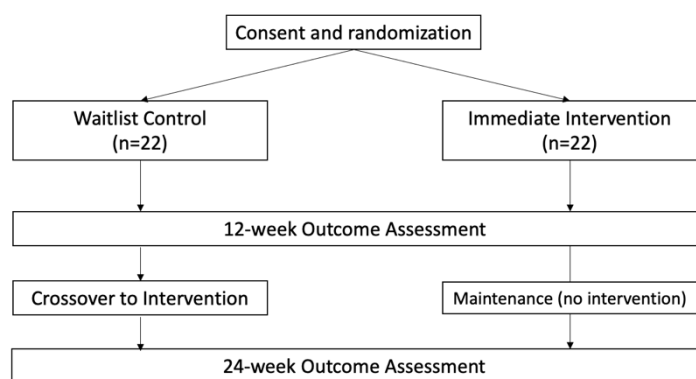 Consent and randomization
Waitlist Control
(n=22)
Immediate Intervention
(n=22)
12-week Outcome Assessment
Crossover to Intervention
Maintenance (no intervention)
24-week Outcome Assessment